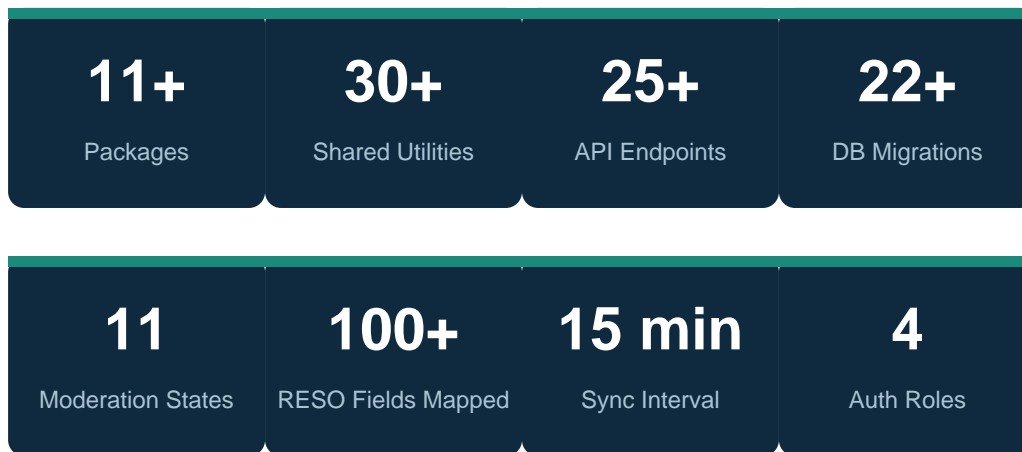 11+ 30+ 25+ 22+
Packages Shared Utilities API Endpoints DB Migrations
11 100+ 15 min 4
Moderation States RESO Fields Mapped Sync Interval Auth Roles